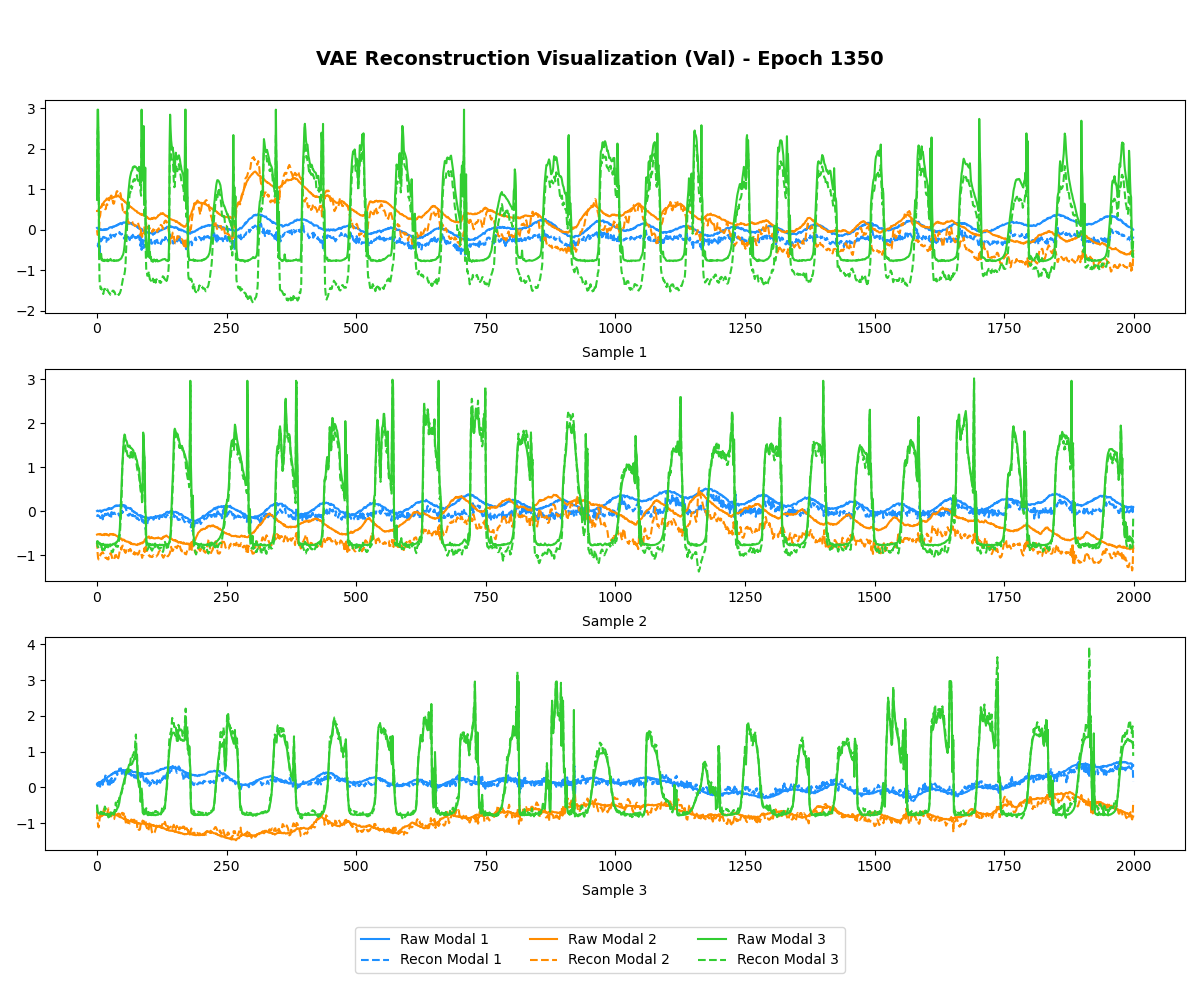 VAE Reconstruction Visualization (Val) - Epoch 1350
3
2
1
0
−1
−2
0 250 500 750 1000 1250 1500 1750 2000
Sample 1
3
2
1
0
−1
0 250 500 750 1000 1250 1500 1750 2000
Sample 2
4
3
2
1
0
−1
0 250 500 750 1000 1250 1500 1750 2000
Sample 3
Raw Modal 1 Raw Modal 2 Raw Modal 3
Recon Modal 1 Recon Modal 2 Recon Modal 3